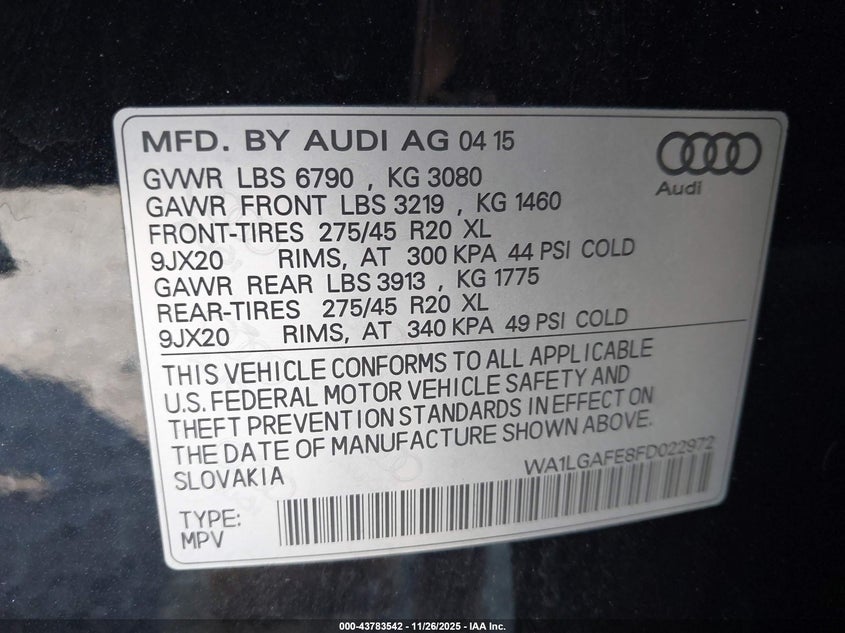 MFD. BY AUDI AG 04 15
Audi
GVWR LBS 6790 , KG 3080
GAWR FRONT LBS 3219 , KG 1460
FRONT-TIRES 275/45 R20 XL
9JX20 RIMS, AT 300 KPA 44 PSI COLD
GAWR REAR LBS 3913 , KG 1775
REAR-TIRES 275/45 R20 XL
9JX20 RIMS, AT 340 KPA 49 PSI COLD
THIS VEHICLE CONFORMS TO ALL APPLICABLE
U.S. FEDERAL MOTOR VEHICLE SAFETY AND
THEFT PREVENTION STANDARDS IN EFFECT ON
THE DATE OF MANUFACTURE SHOWN ABOVE.
SLOVAKIA
WA1LGAFE8FD022972
TYPE:
MPV
000-43783542 - 11/26/2025 - IAA Inc.